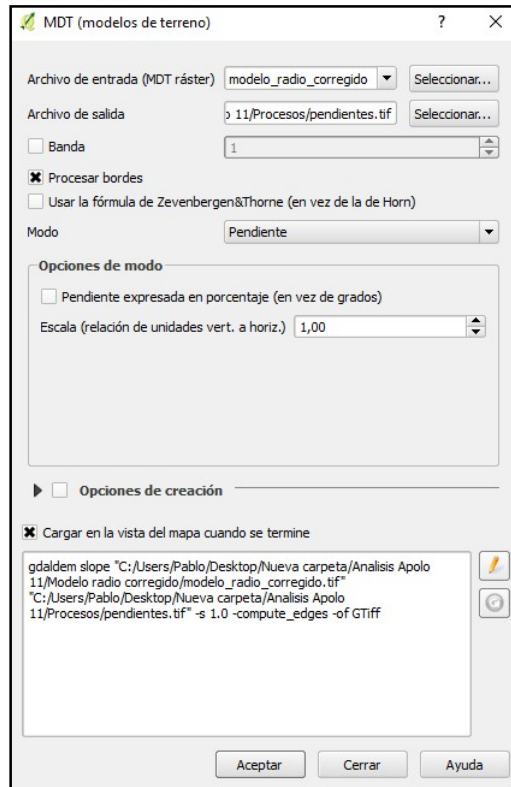 MDT (modelos de terreno) ? ×
Archivo de entrada (MDT ráster) modelo_radio_corregido Seleccionar...
Archivo de salida ɔ 11/Procesos/pendientes.tif Seleccionar...
Banda 1
Procesar bordes
Usar la fórmula de Zevenbergen&Thorne (en vez de la de Horn)
Modo Pendiente
Opciones de modo
Pendiente expresada en porcentaje (en vez de grados)
Escala (relación de unidades vert. a horiz.) 1,00
Opciones de creación
Cargar en la vista del mapa cuando se termine
gdaldem slope "C:/Users/Pablo/Desktop/Nueva carpeta/Analisis Apolo
11/Modelo radio corregido/modelo_radio_corregido.tif"
"C:/Users/Pablo/Desktop/Nueva carpeta/Analisis Apolo
11/Procesos/pendientes.tif" -s 1.0 -compute_edges -of GTiff
Aceptar Cerrar Ayuda